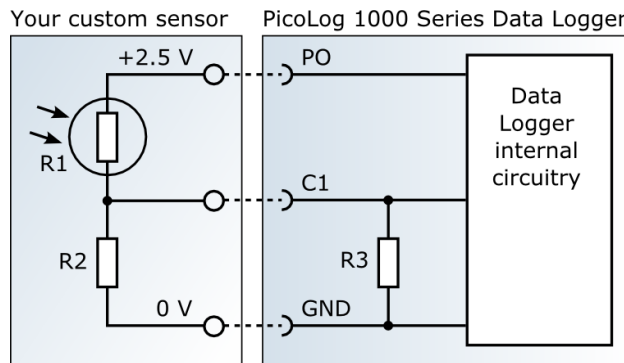 Your custom sensor
PicoLog 1000 Series Data Logger
+2.5 V
PO
R1
C1
Data
Logger
internal
circuitry
R2
R3
0 V
GND